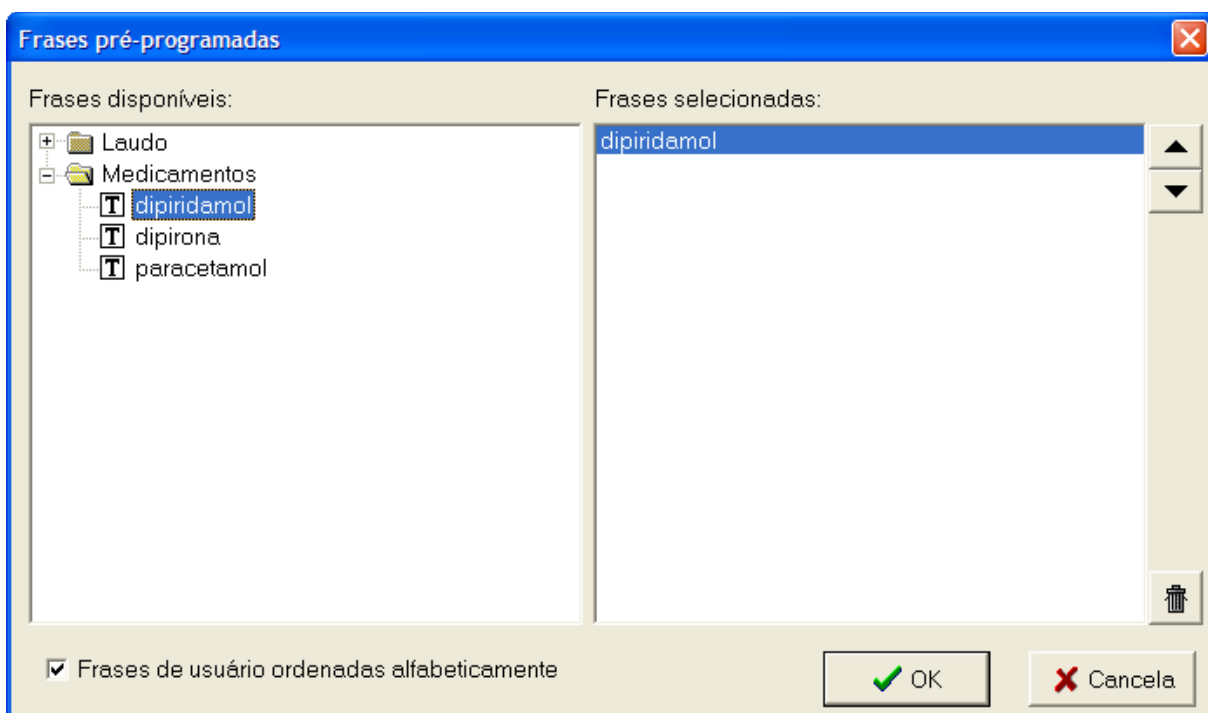 Frases pré-programadas
Frases disponíveis:
Laudo
Medicamentos
T dipiridamol
T dipirona
T paracetamol
Frases selecionadas:
dipiridamol
Frases de usuário ordenadas alfabeticamente
OK
Cancela